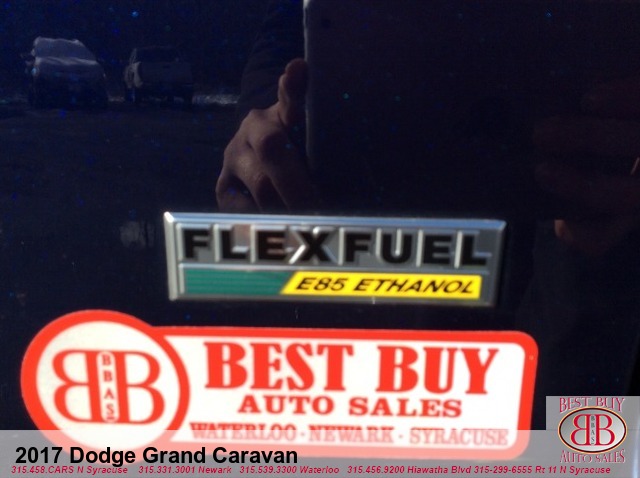 FLEXFUEL
E85 ETHANOL
BB
BBAS
BEST BUY
AUTO SALES
WATERLOO - NEWARK - SYRACUSE
BEST BUY
BB
AUTO SALES
2017 Dodge Grand Caravan
315.458.CARS N Syracuse 315.331.3001 Newark 315.539.3300 Waterloo 315.456.9200 Hiawatha Blvd 315-299-6555 Rt 11 N Syracuse